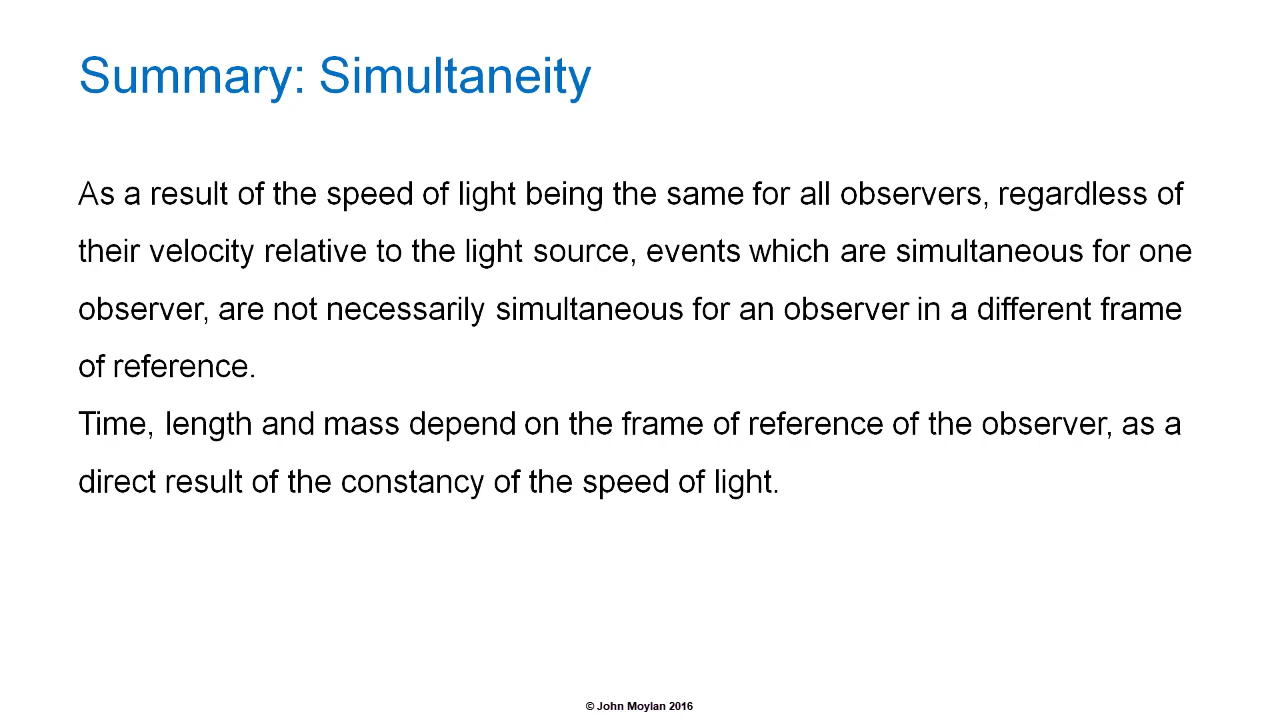 Summary: Simultaneity
As a result of the speed of light being the same for all observers, regardless of
their velocity relative to the light source, events which are simultaneous for one
observer, are not necessarily simultaneous for an observer in a different frame
of reference.
Time, length and mass depend on the frame of reference of the observer, as a
direct result of the constancy of the speed of light.
© John Moylan 2016